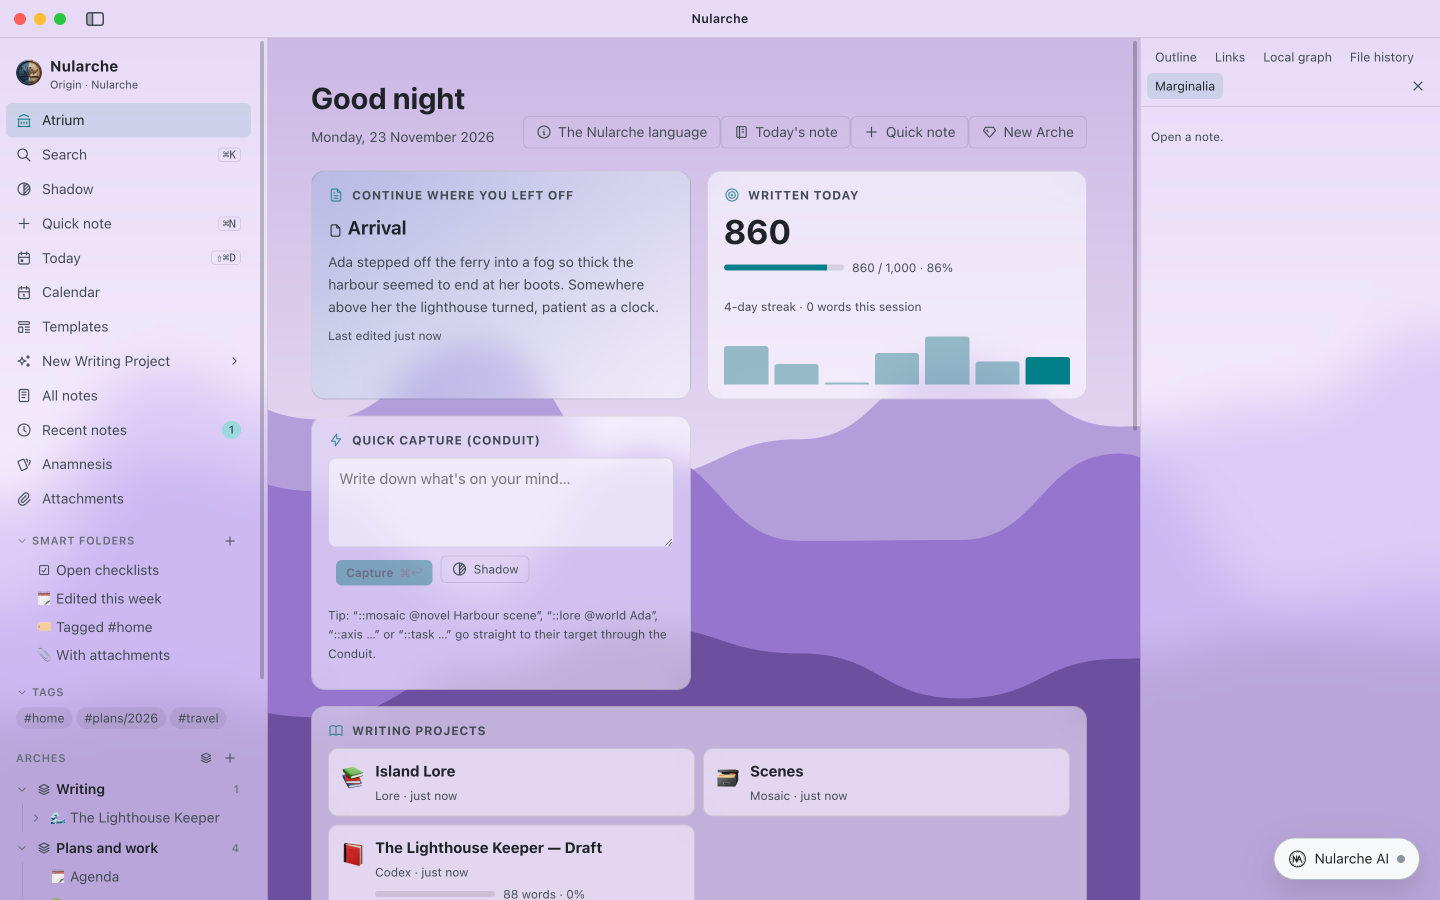 Nularche
Nularche
Origin · Nularche
Atrium
Search ⌘K
Shadow
Quick note ⌘N
Today ⇧⌘D
Calendar
Templates
New Writing Project
All notes
Recent notes 1
Anamnesis
Attachments
SMART FOLDERS
Open checklists
Edited this week
Tagged #home
With attachments
TAGS
#home #plans/2026 #travel
ARCHES
Writing 1
The Lighthouse Keeper
Plans and work 4
Agenda
Good night
Monday, 23 November 2026
The Nularche language
Today's note
Quick note
New Arche
CONTINUE WHERE YOU LEFT OFF
Arrival
Ada stepped off the ferry into a fog so thick the
harbour seemed to end at her boots. Somewhere
above her the lighthouse turned, patient as a clock.
Last edited just now
WRITTEN TODAY
860
860 / 1,000 · 86%
4-day streak · 0 words this session
QUICK CAPTURE (CONDUIT)
Write down what's on your mind...
Capture ⌘⏎
Shadow
Tip: “::mosaic @novel Harbour scene”, “::lore @world Ada”,
“::axis …” or “::task …” go straight to their target through the
Conduit.
WRITING PROJECTS
Island Lore
Lore · just now
Scenes
Mosaic · just now
The Lighthouse Keeper — Draft
Codex · just now
88 words · 0%
Outline Links Local graph File history
Marginalia
Open a note.
Nularche AI